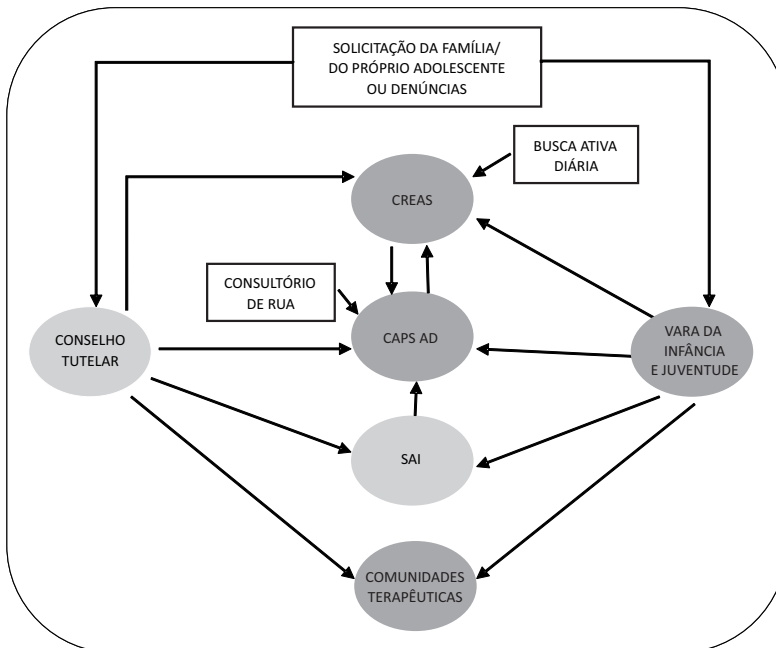 SOLICITAÇÃO DA FAMÍLIA/
DO PRÓPRIO ADOLESCENTE
OU DENÚNCIAS
BUSCA ATIVA
DIÁRIA
CREAS
CONSULTÓRIO
DE RUA
CONSELHO
TUTELAR
CAPS AD
VARA DA
INFÂNCIA
E JUVENTUDE
SAI
COMUNIDADES
TERAPÊUTICAS